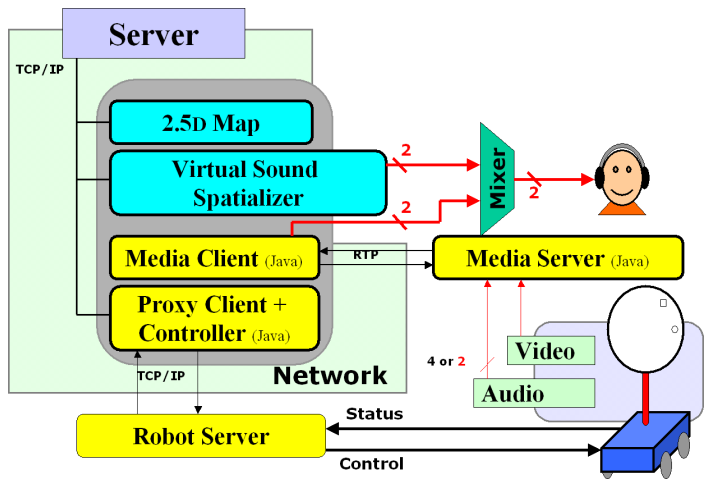 Server
TCP/IP
2.5D Map
2
Virtual Sound
Spatializer
Mixer
2
2
Media Client (Java)
RTP
Media Server (Java)
Proxy Client +
Controller (Java)
Video
4 or 2
TCP/IP
Network
Audio
Status
Robot Server
Control